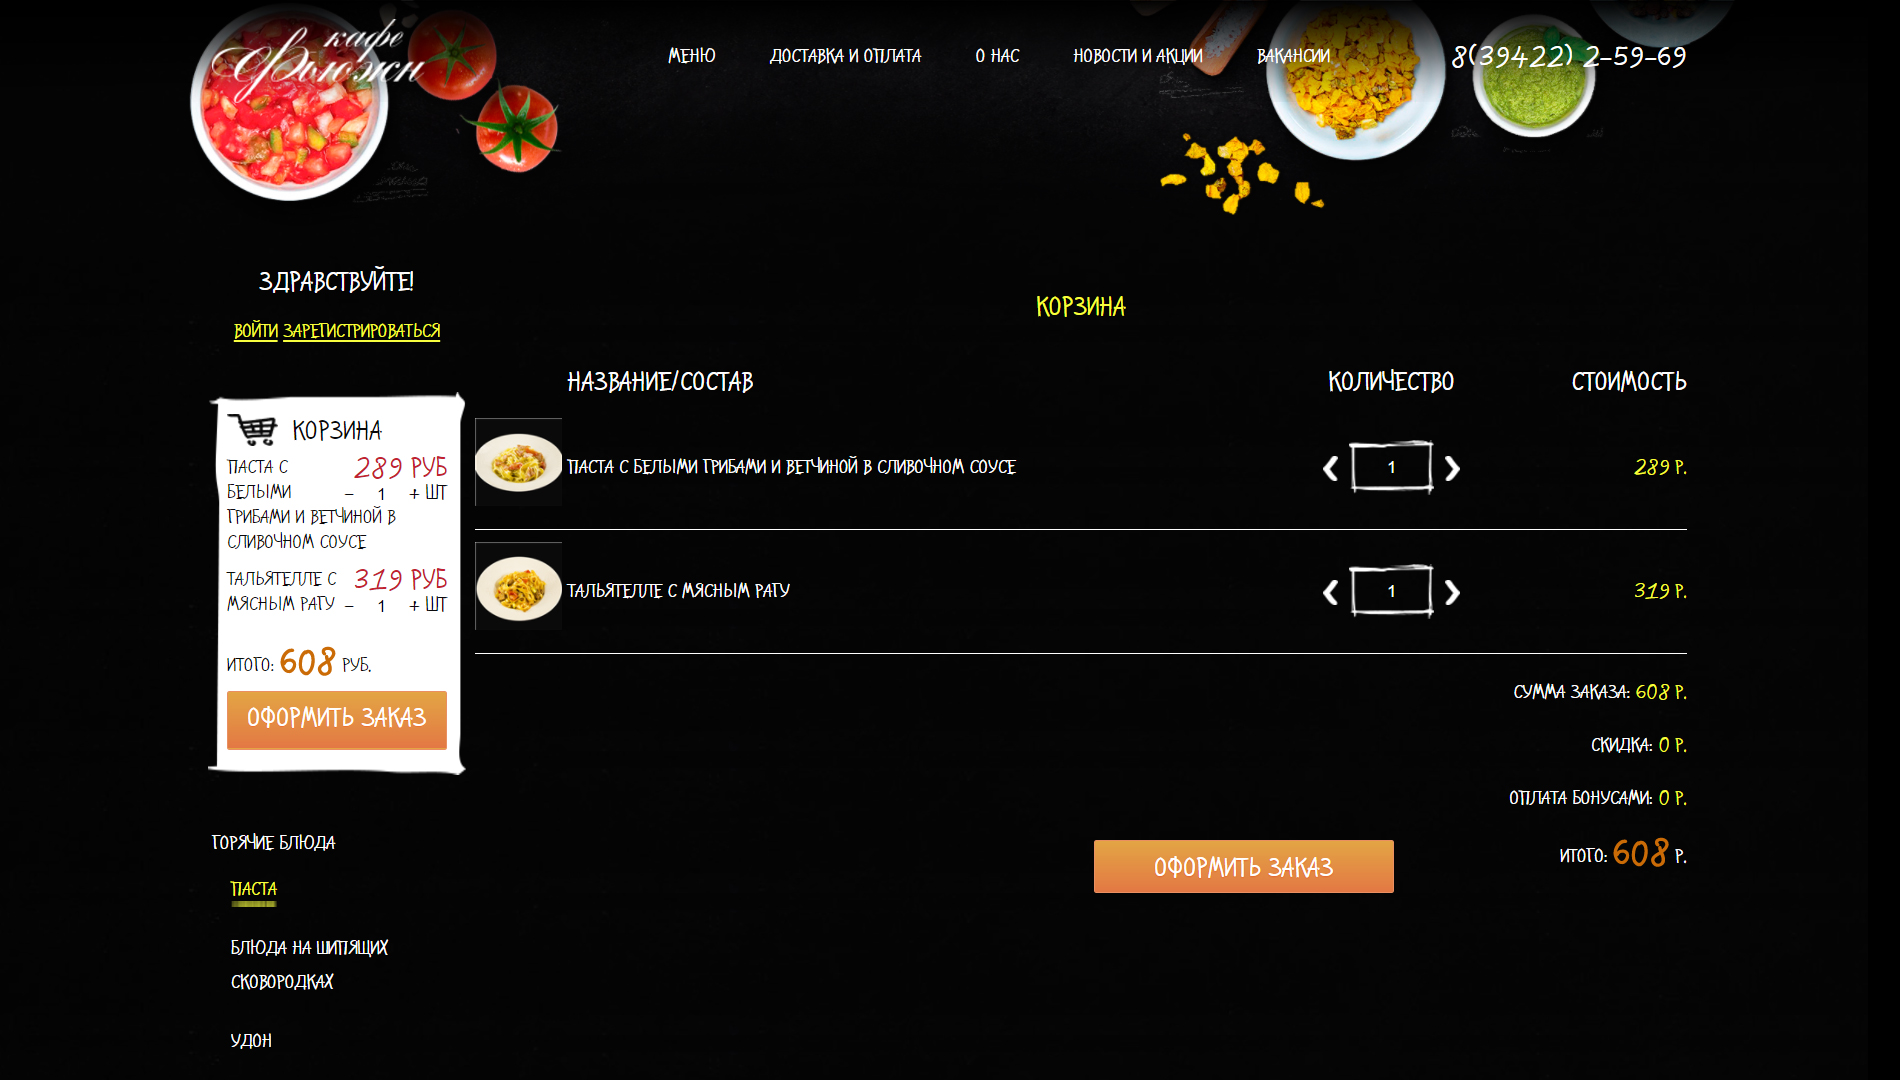 кафе
Фьюжн
МЕНЮ ДОСТАВКА И ОПЛАТА О НАС НОВОСТИ И АКЦИИ ВАКАНСИИ 8(39422) 2-59-69
ЗДРАВСТВУЙТЕ!
ВОЙТИ ЗАРЕГИСТРИРОВАТЬСЯ
КОРЗИНА
ПАСТА С БЕЛЫМИ ГРИБАМИ И ВЕТЧИНОЙ В СЛИВОЧНОМ СОУСЕ
289 РУБ
− 1 + ШТ
ТАЛЬЯТЕЛЛЕ С МЯСНЫМ РАГУ
319 РУБ
− 1 + ШТ
ИТОГО: 608 РУБ.
ОФОРМИТЬ ЗАКАЗ
ГОРЯЧИЕ БЛЮДА
ПАСТА
БЛЮДА НА ШИПЯЩИХ
СКОВОРОДКАХ
УДОН
КОРЗИНА
НАЗВАНИЕ/СОСТАВ КОЛИЧЕСТВО СТОИМОСТЬ
ПАСТА С БЕЛЫМИ ГРИБАМИ И ВЕТЧИНОЙ В СЛИВОЧНОМ СОУСЕ 1 289 Р.
ТАЛЬЯТЕЛЛЕ С МЯСНЫМ РАГУ 1 319 Р.
СУММА ЗАКАЗА: 608 Р.
СКИДКА: 0 Р.
ОПЛАТА БОНУСАМИ: 0 Р.
ИТОГО: 608 Р.
ОФОРМИТЬ ЗАКАЗ